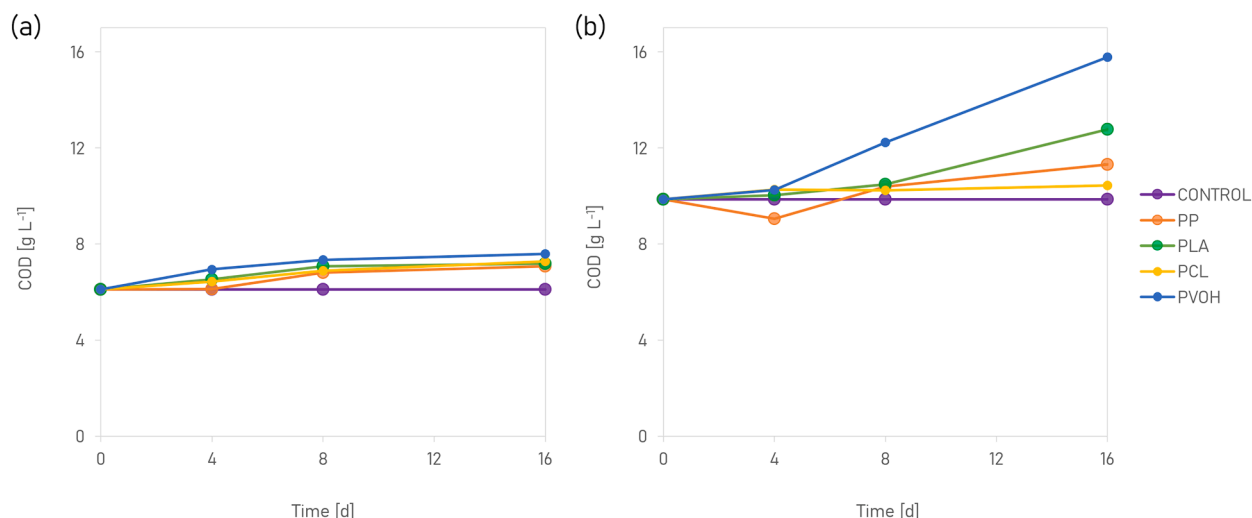 (a)
16
12
8
4
0
COD [g L⁻¹]
0 4 8 12 16
Time [d]
(b)
16
12
8
4
0
COD [g L⁻¹]
0 4 8 12 16
Time [d]
CONTROL
PP
PLA
PCL
PVOH